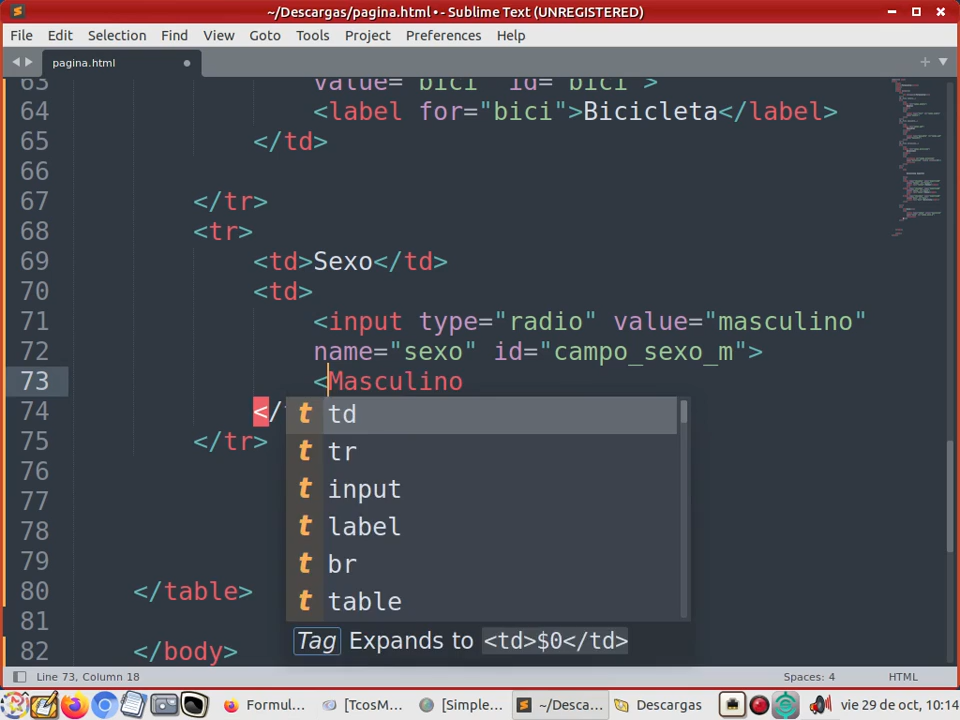 ~/Descargas/pagina.html • - Sublime Text (UNREGISTERED)
File Edit Selection Find View Goto Tools Project Preferences Help
pagina.html
63 value="bici" id="bici">
64 <label for="bici">Bicicleta</label>
65 </td>
66
67 </tr>
68 <tr>
69 <td>Sexo</td>
70 <td>
71 <input type="radio" value="masculino"
72 name="sexo" id="campo_sexo_m">
73 <Masculino
74 </
75 </tr>
76
77
78
79
80 </table>
81
82 </body>
t td
t tr
t input
t label
t br
t table
Tag Expands to <td>$0</td>
Line 73, Column 18 Spaces: 4 HTML
Formul... [TcosM... [Simple... ~/Desca... Descargas vie 29 de oct, 10:14